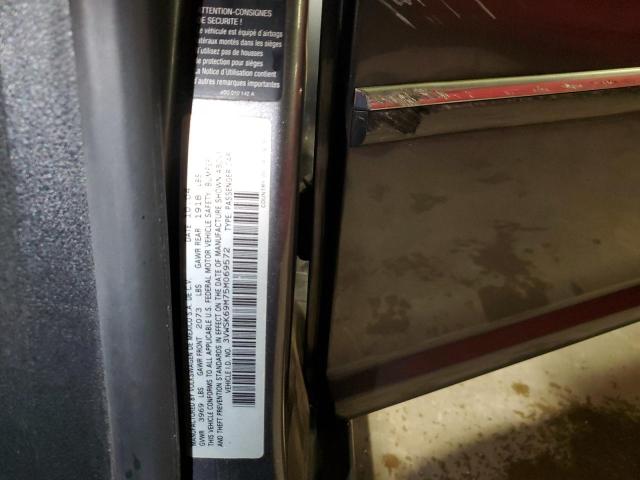 ATTENTION-CONSIGNES
DE SECURITE !
véhicule est équipé d'airbags
montés dans les sièges
N'utilisez pas de housses
de protection pour sièges
La Notice d'Utilisation contient
d'autres remarques importantes
MANUFACTURED BY VOLKSWAGEN DE MEXICO S.A. DE C.V. DATE 10 04
GVWR 3969 LBS GAWR FRONT 2073 LBS GAWR REAR 1918 LBS
THIS VEHICLE CONFORMS TO ALL APPLICABLE U.S. FEDERAL MOTOR VEHICLE SAFETY, BUMPER
AND THEFT PREVENTION STANDARDS IN EFFECT ON THE DATE OF MANUFACTURE SHOWN ABOVE
VEHICLE I.D. NO. 3VWSK69M75M069572 TYPE PASSENGER CAR